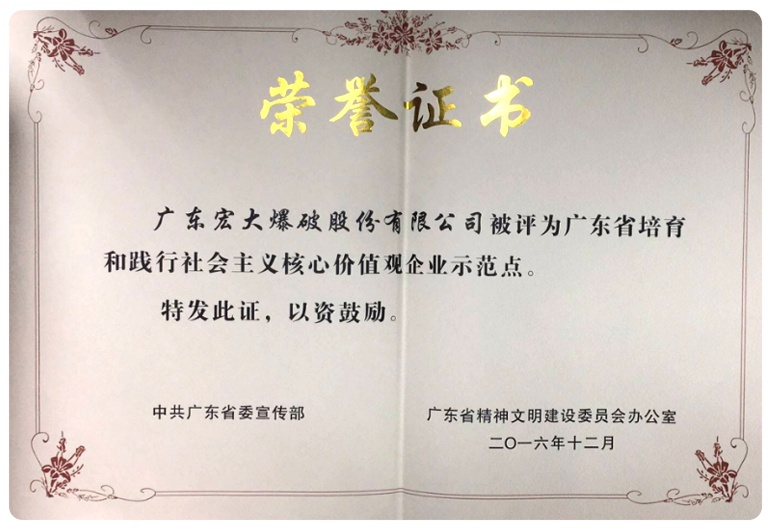 荣誉证书
广东宏大爆破股份有限公司被评为广东省培育
和践行社会主义核心价值观企业示范点。
特发此证，以资鼓励。
中共广东省委宣传部
广东省精神文明建设委员会办公室
二〇一六年十二月